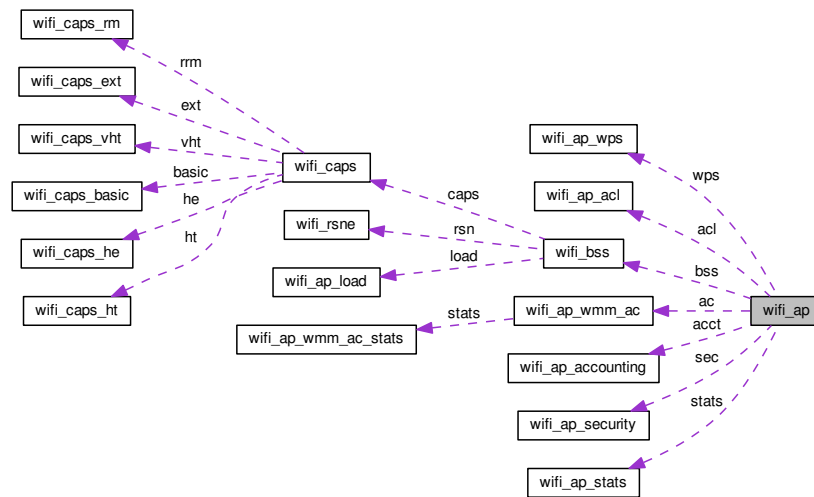 wifi_caps_rm
rrm
wifi_caps_ext
ext
wifi_caps_vht
vht
wifi_ap_wps
wps
wifi_caps
basic
wifi_caps_basic
caps
wifi_ap_acl
acl
he
wifi_rsne
rsn
wifi_caps_he
ht
load
wifi_bss
bss
wifi_ap_load
wifi_caps_ht
stats
wifi_ap_wmm_ac
ac
wifi_ap
wifi_ap_wmm_ac_stats
acct
wifi_ap_accounting
sec
stats
wifi_ap_security
wifi_ap_stats